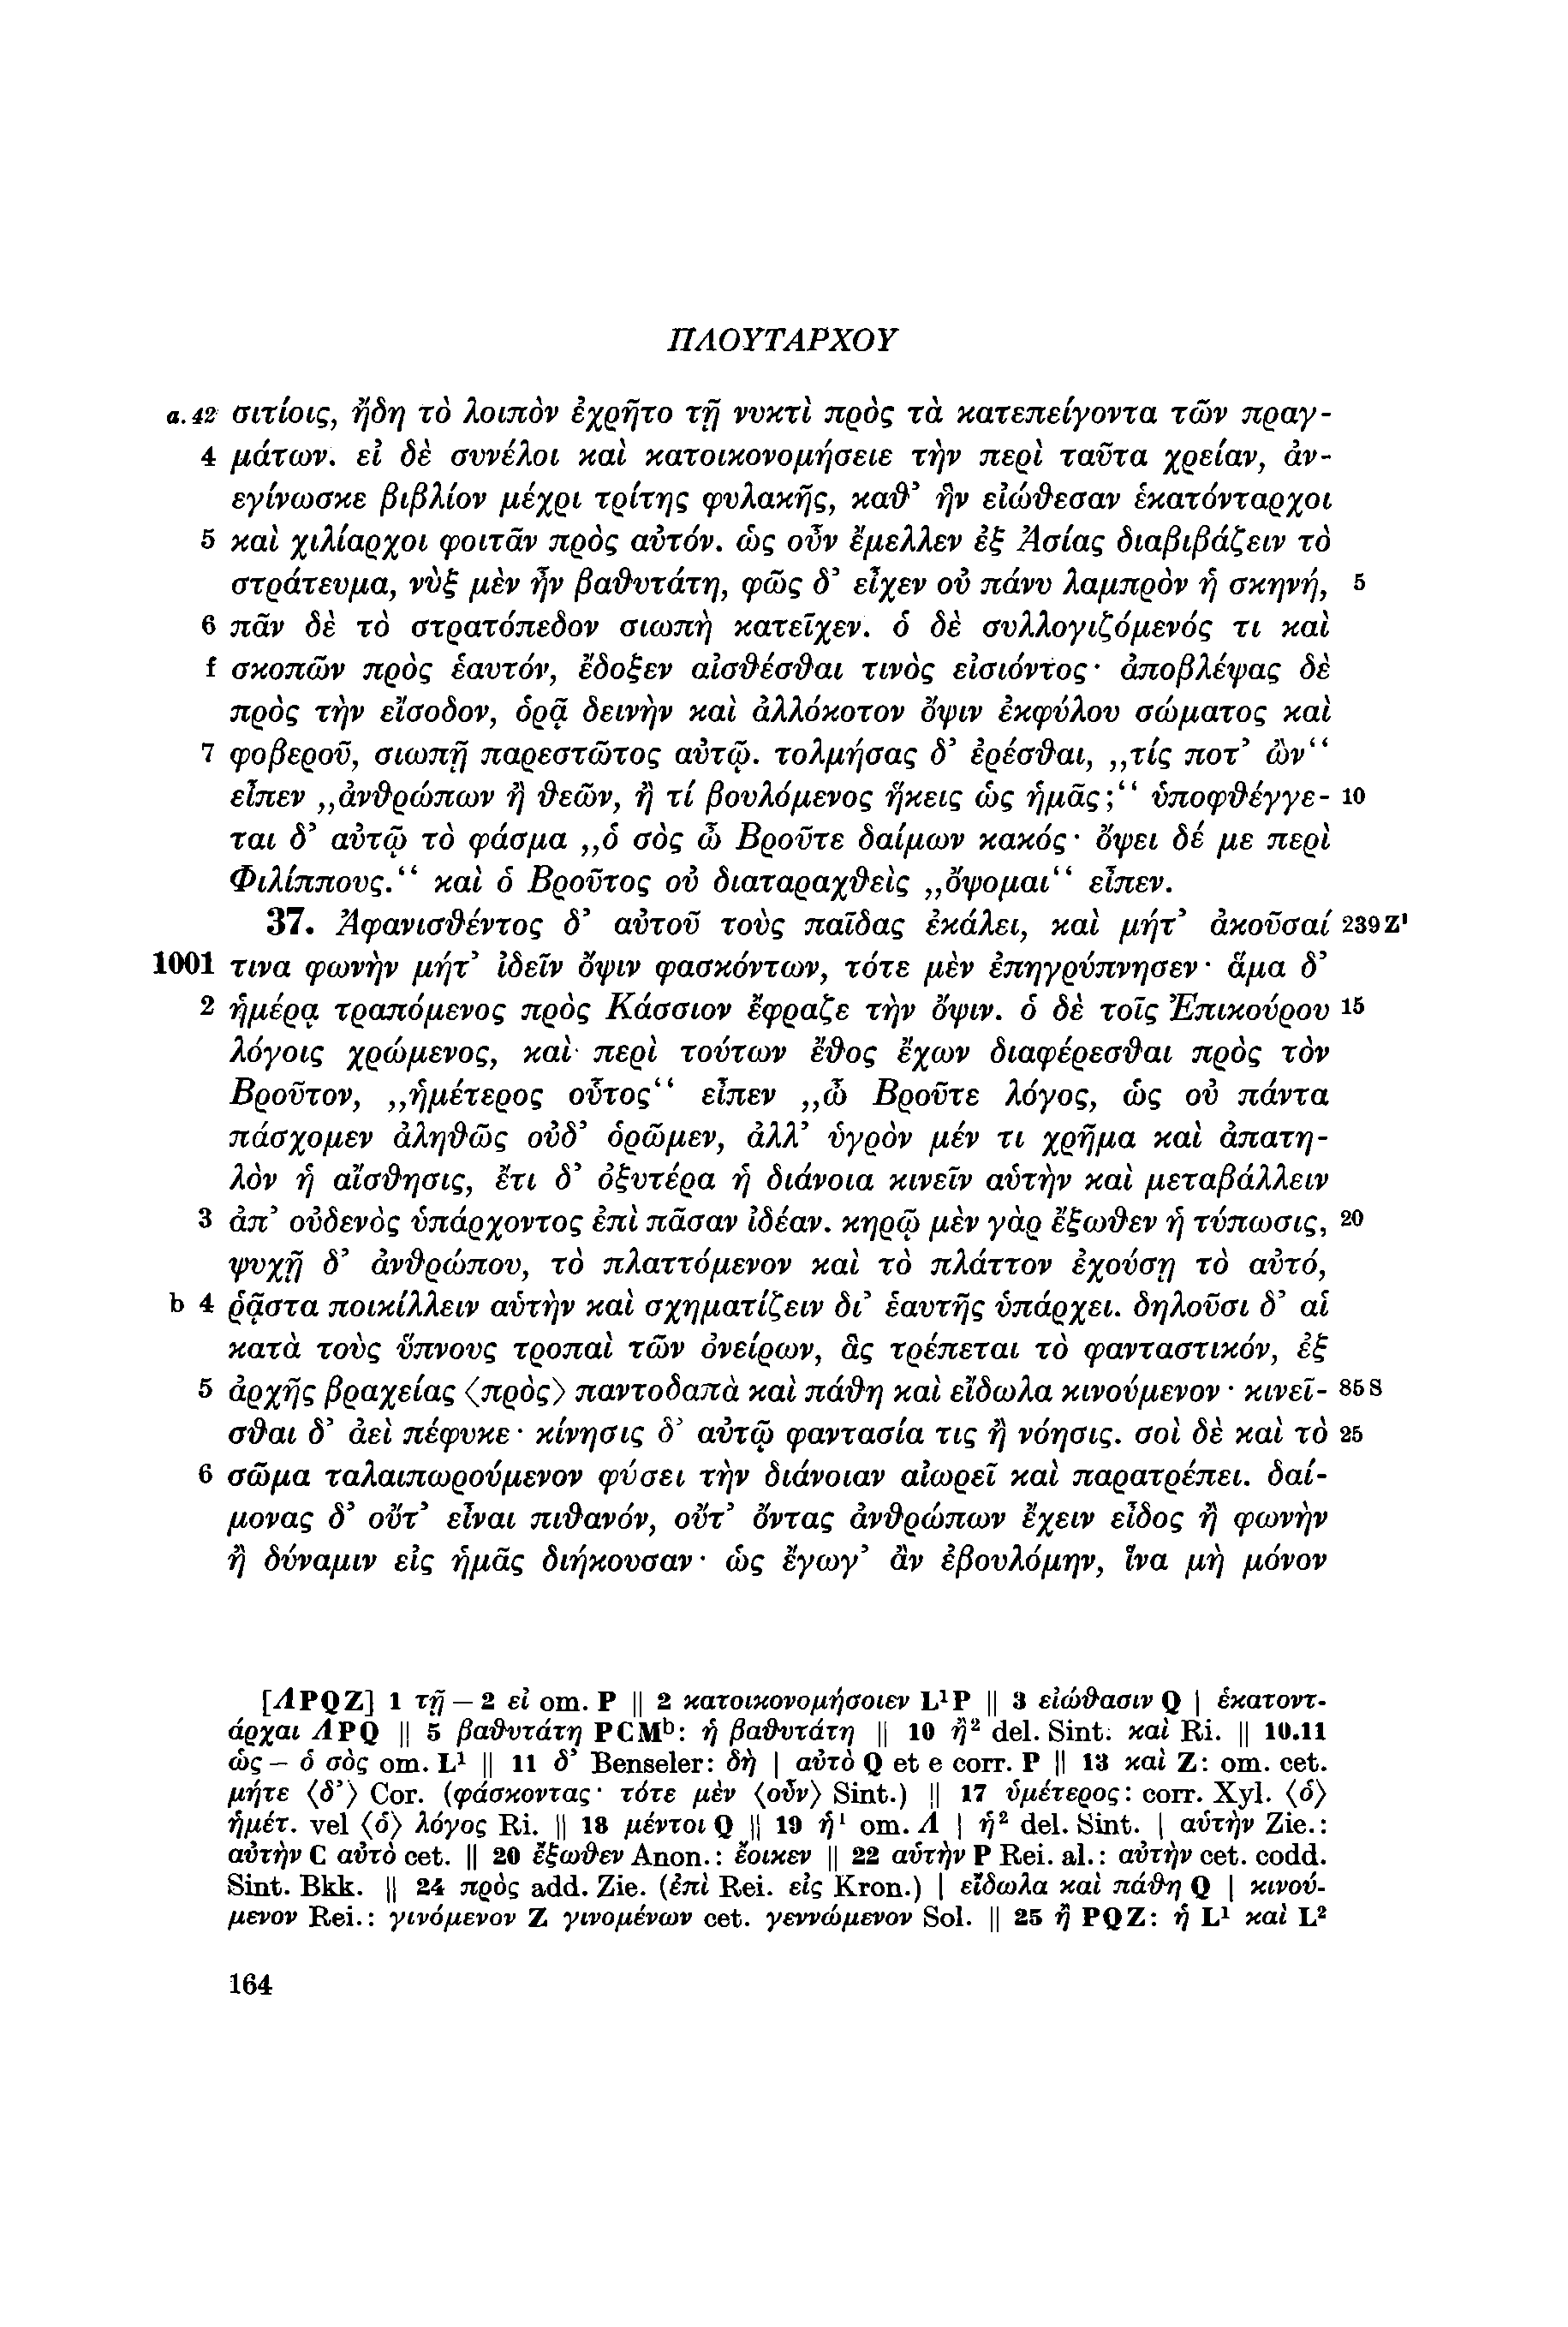 ΠΛΟΥΤΑΡΧΟΥ
a. 42 σιτίοις, ἤδη τὸ λοιπὸν ἐχρῆτο τῇ νυκτὶ πρὸς τὰ κατεπείγοντα τῶν πραγ-
4 μάτων. εἰ δὲ συνέλοι καὶ κατοικονομήσειε τὴν περὶ ταῦτα χρείαν, ἀν-
εγίνωσκε βιβλίον μέχρι τρίτης φυλακῆς, καθ’ ἣν εἰώθεσαν ἑκατόνταρχοι
5 καὶ χιλίαρχοι φοιτᾶν πρὸς αὐτόν. ὡς οὖν ἔμελλεν ἐξ Ἀσίας διαβιβάζειν τὸ
στράτευμα, νὺξ μὲν ἦν βαθυτάτη, φῶς δ’ εἶχεν οὐ πάνυ λαμπρὸν ἡ σκηνή, 5
6 πᾶν δὲ τὸ στρατόπεδον σιωπὴ κατεῖχεν. ὁ δὲ συλλογιζόμενός τι καὶ
f σκοπῶν πρὸς ἑαυτόν, ἔδοξεν αἰσθέσθαι τινὸς εἰσιόντος· ἀποβλέψας δὲ
πρὸς τὴν εἴσοδον, ὁρᾷ δεινὴν καὶ ἀλλόκοτον ὄψιν ἐκφύλου σώματος καὶ
7 φοβεροῦ, σιωπῇ παρεστῶτος αὐτῷ. τολμήσας δ’ ἐρέσθαι, „τίς ποτ’ ὢν“
εἶπεν „ἀνθρώπων ἢ θεῶν, ἢ τί βουλόμενος ἥκεις ὡς ἡμᾶς;“ ὑποφθέγγε- 10
ται δ’ αὐτῷ τὸ φάσμα „ὁ σὸς ὦ Βροῦτε δαίμων κακός· ὄψει δέ με περὶ
Φιλίππους.“ καὶ ὁ Βροῦτος οὐ διαταραχθεὶς „ὄψομαι“ εἶπεν.
37. Ἀφανισθέντος δ’ αὐτοῦ τοὺς παῖδας ἐκάλει, καὶ μήτ’ ἀκοῦσαί 239 Z¹
1001 τινα φωνὴν μήτ’ ἰδεῖν ὄψιν φασκόντων, τότε μὲν ἐπηγρύπνησεν· ἅμα δ’
2 ἡμέρᾳ τραπόμενος πρὸς Κάσσιον ἔφραζε τὴν ὄψιν. ὁ δὲ τοῖς Ἐπικούρου 15
λόγοις χρώμενος, καὶ περὶ τούτων ἔθος ἔχων διαφέρεσθαι πρὸς τὸν
Βροῦτον, „ἡμέτερος οὗτος“ εἶπεν „ὦ Βροῦτε λόγος, ὡς οὐ πάντα
πάσχομεν ἀληθῶς οὐδ’ ὁρῶμεν, ἀλλ’ ὑγρὸν μέν τι χρῆμα καὶ ἀπατη-
λὸν ἡ αἴσθησις, ἔτι δ’ ὀξυτέρα ἡ διάνοια κινεῖν αὑτὴν καὶ μεταβάλλειν
3 ἀπ’ οὐδενὸς ὑπάρχοντος ἐπὶ πᾶσαν ἰδέαν. κηρῷ μὲν γὰρ ἔξωθεν ἡ τύπωσις, 20
ψυχῇ δ’ ἀνθρώπου, τὸ πλαττόμενον καὶ τὸ πλάττον ἐχούσῃ τὸ αὐτό,
b 4 ῥᾷστα ποικίλλειν αὑτὴν καὶ σχηματίζειν δι’ ἑαυτῆς ὑπάρχει. δηλοῦσι δ’ αἱ
κατὰ τοὺς ὕπνους τροπαὶ τῶν ὀνείρων, ἃς τρέπεται τὸ φανταστικόν, ἐξ
5 ἀρχῆς βραχείας ⟨πρὸς⟩ παντοδαπὰ καὶ πάθη καὶ εἴδωλα κινούμενον· κινεῖ- 85 S
σθαι δ’ ἀεὶ πέφυκε· κίνησις δ’ αὐτῷ φαντασία τις ἢ νόησις. σοὶ δὲ καὶ τὸ 25
6 σῶμα ταλαιπωρούμενον φύσει τὴν διάνοιαν αἰωρεῖ καὶ παρατρέπει. δαί-
μονας δ’ οὔτ’ εἶναι πιθανόν, οὔτ’ ὄντας ἀνθρώπων ἔχειν εἶδος ἢ φωνὴν
ἢ δύναμιν εἰς ἡμᾶς διήκουσαν· ὡς ἔγωγ’ ἂν ἐβουλόμην, ἵνα μὴ μόνον
[ΛPQZ] 1 τῇ – 2 εἰ om. P || 2 κατοικονομήσοιεν L¹P || 3 εἰώθασιν Q | ἑκατοντ-
άρχαι ΛPQ || 5 βαθυτάτη PCMᵇ: ἡ βαθυτάτη || 10 ἢ² del. Sint. καὶ Ri. || 10.11
ὡς – ὁ σὸς om. L¹ || 11 δ’ Benseler: δὴ | αὐτὸ Q et e corr. P || 13 καὶ Z: om. cet.
μήτε ⟨δ’⟩ Cor. (φάσκοντας· τότε μὲν ⟨οὖν⟩ Sint.) || 17 ὑμέτερος: corr. Xyl. ⟨ὁ⟩
ἡμέτ. vel ⟨ὁ⟩ λόγος Ri. || 18 μέντοι Q || 19 ἡ¹ om. Λ | ἡ² del. Sint. | αὑτὴν Zie.:
αὐτὴν C αὐτὸ cet. || 20 ἔξωθεν Anon.: ἔοικεν || 22 αὑτὴν P Rei. al.: αὐτὴν cet. codd.
Sint. Bkk. || 24 πρὸς add. Zie. (ἐπὶ Rei. εἰς Kron.) | εἴδωλα καὶ πάθη Q | κινού-
μενον Rei.: γινόμενον Z γινομένων cet. γεννώμενον Sol. || 25 ἢ PQZ: ἡ L¹ καὶ L²
164